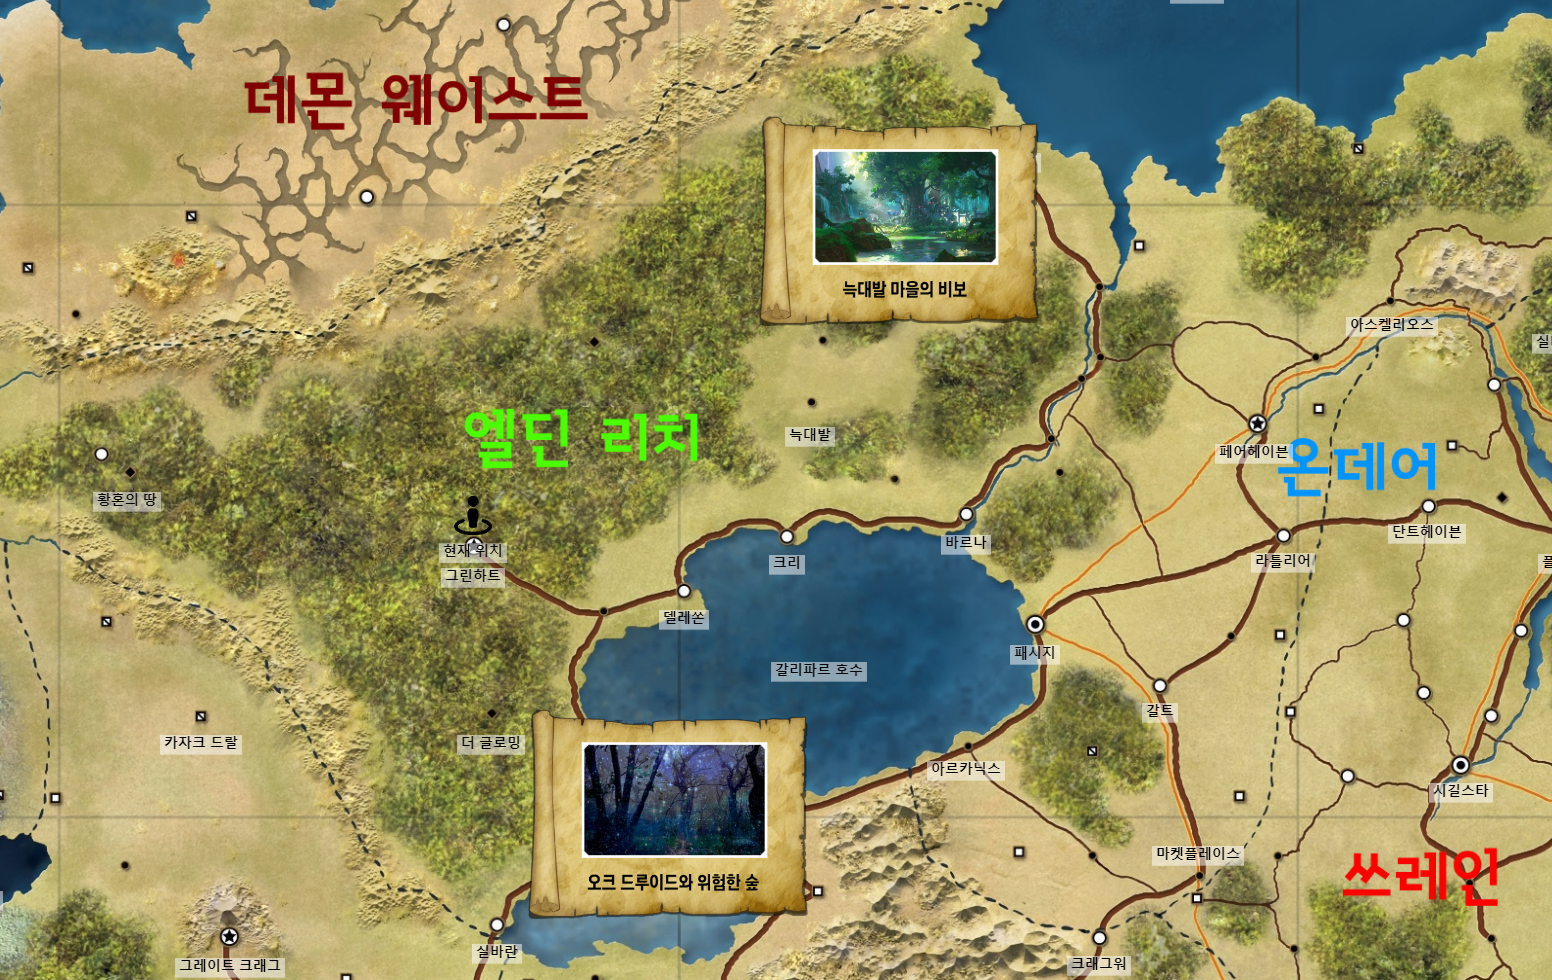 데몬 웨이스트
늑대발 마을의 비보
아스켈리오스
실
엘딘 리치
늑대발
페어헤이븐
온데어
황혼의 땅
현재 위치
그린하트
크리
바르나
단트헤이븐
라틀리어
플
델레쏜
갈리파르 호수
패시지
갈트
카자크 드랄
더 글로밍
아르카닉스
시길스타
오크 드루이드와 위험한 숲
마켓플레이스
쓰레인
실바란
그레이트 크래그
크래그워